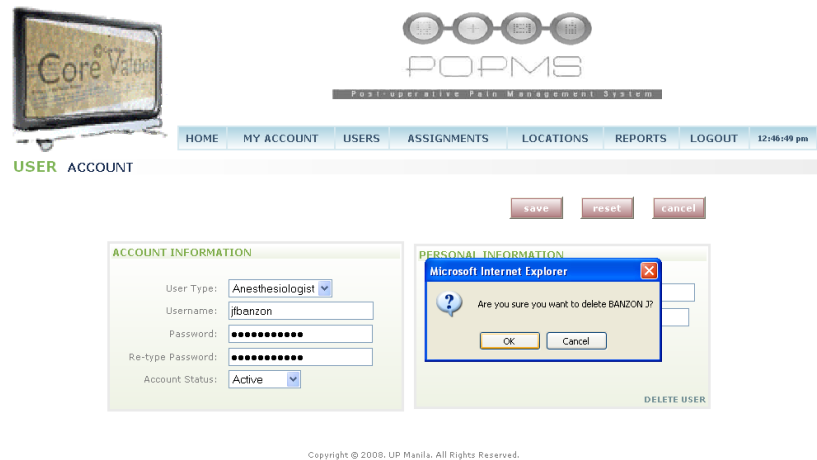 Core Values
POPMS
Post-operative Pain Management System
HOME MY ACCOUNT USERS ASSIGNMENTS LOCATIONS REPORTS LOGOUT 12:46:49 pm
USER ACCOUNT
save reset cancel
ACCOUNT INFORMATION
User Type: Anesthesiologist
Username: jfbanzon
Password: ●●●●●●●●●●●
Re-type Password: ●●●●●●●●●●●
Account Status: Active
PERSONAL INFORMATION
Microsoft Internet Explorer
Are you sure you want to delete BANZON J?
OK Cancel
DELETE USER
Copyright © 2008. UP Manila. All Rights Reserved.